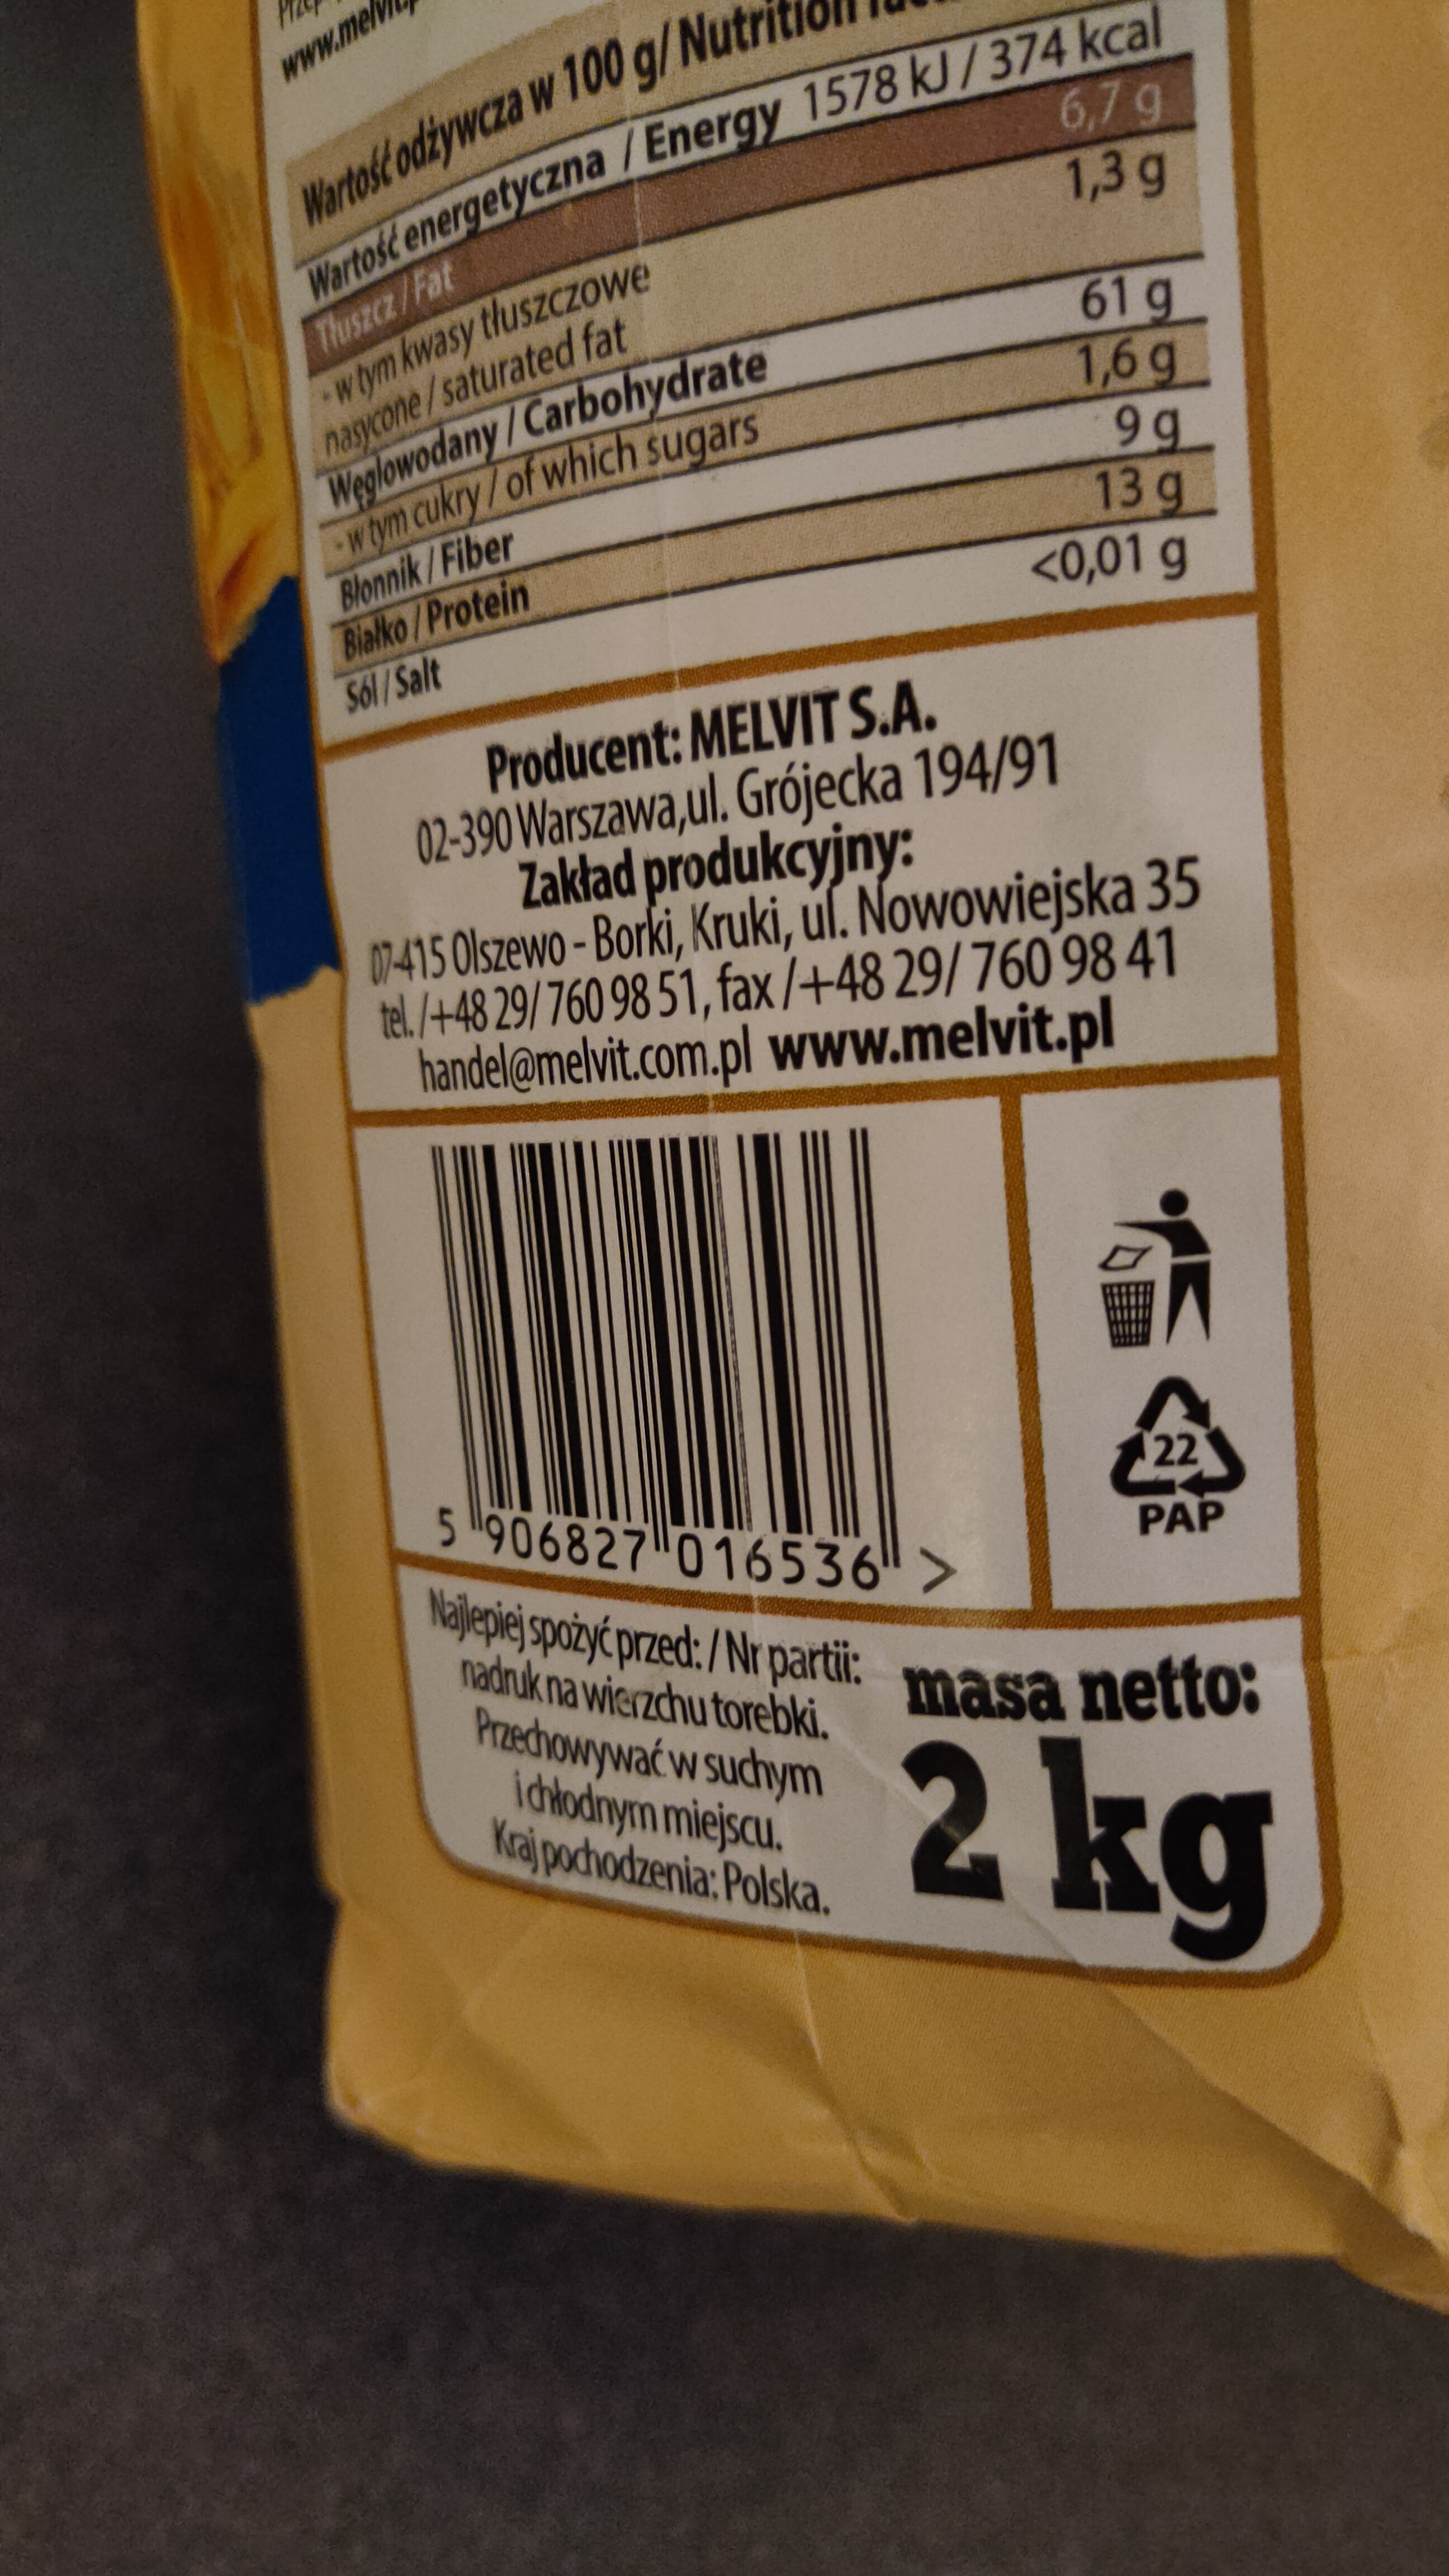 www.melvit.p
Wartość odżywcza w 100 g/ Nutrition
Wartość energetyczna / Energy 1578 kJ / 374 kcal
Tłuszcz / Fat 6,7 g
- w tym kwasy tłuszczowe 1,3 g
nasycone / saturated fat
Węglowodany / Carbohydrate 61 g
- w tym cukry / of which sugars 1,6 g
Błonnik / Fiber 9 g
Białko / Protein 13 g
Sól / Salt <0,01 g
Producent: MELVIT S.A.
02-390 Warszawa,ul. Grójecka 194/91
Zakład produkcyjny:
07-415 Olszewo - Borki, Kruki, ul. Nowowiejska 35
tel. /+48 29/ 760 98 51, fax /+48 29/ 760 98 41
handel@melvit.com.pl www.melvit.pl
5 906827 016536 >
22
PAP
Najlepiej spożyć przed: / Nr partii:
nadruk na wierzchu torebki.
Przechowywać w suchym
i chłodnym miejscu.
Kraj pochodzenia: Polska.
masa netto:
2 kg